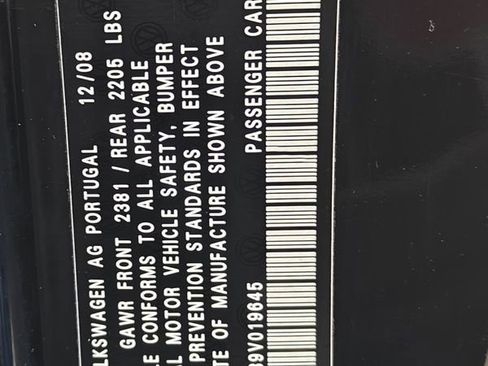 LKSWAGEN AG PORTUGAL 12/08
GAWR FRONT 2381 / REAR 2205 LBS
E CONFORMS TO ALL APPLICABLE
L MOTOR VEHICLE SAFETY, BUMPER
PREVENTION STANDARDS IN EFFECT
TE OF MANUFACTURE SHOWN ABOVE
89V019645 PASSENGER CAR